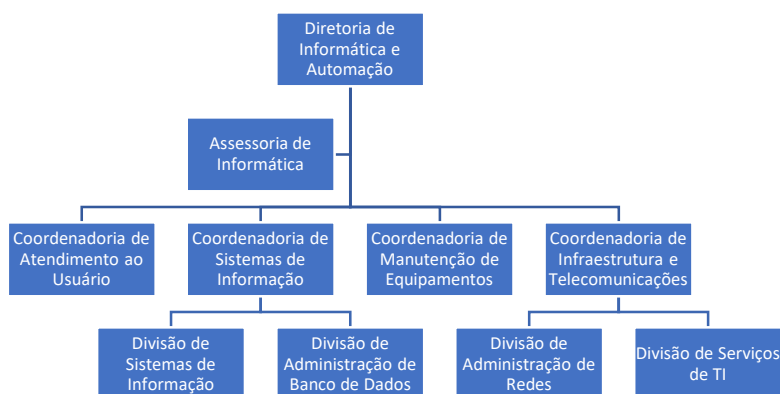 Diretoria de
Informática e
Automação
Assessoria de
Informática
Coordenadoria de
Atendimento ao
Usuário
Coordenadoria de
Sistemas de
Informação
Coordenadoria de
Manutenção de
Equipamentos
Coordenadoria de
Infraestrutura e
Telecomunicações
Divisão de
Sistemas de
Informação
Divisão de
Administração de
Banco de Dados
Divisão de
Administração de
Redes
Divisão de Serviços
de TI